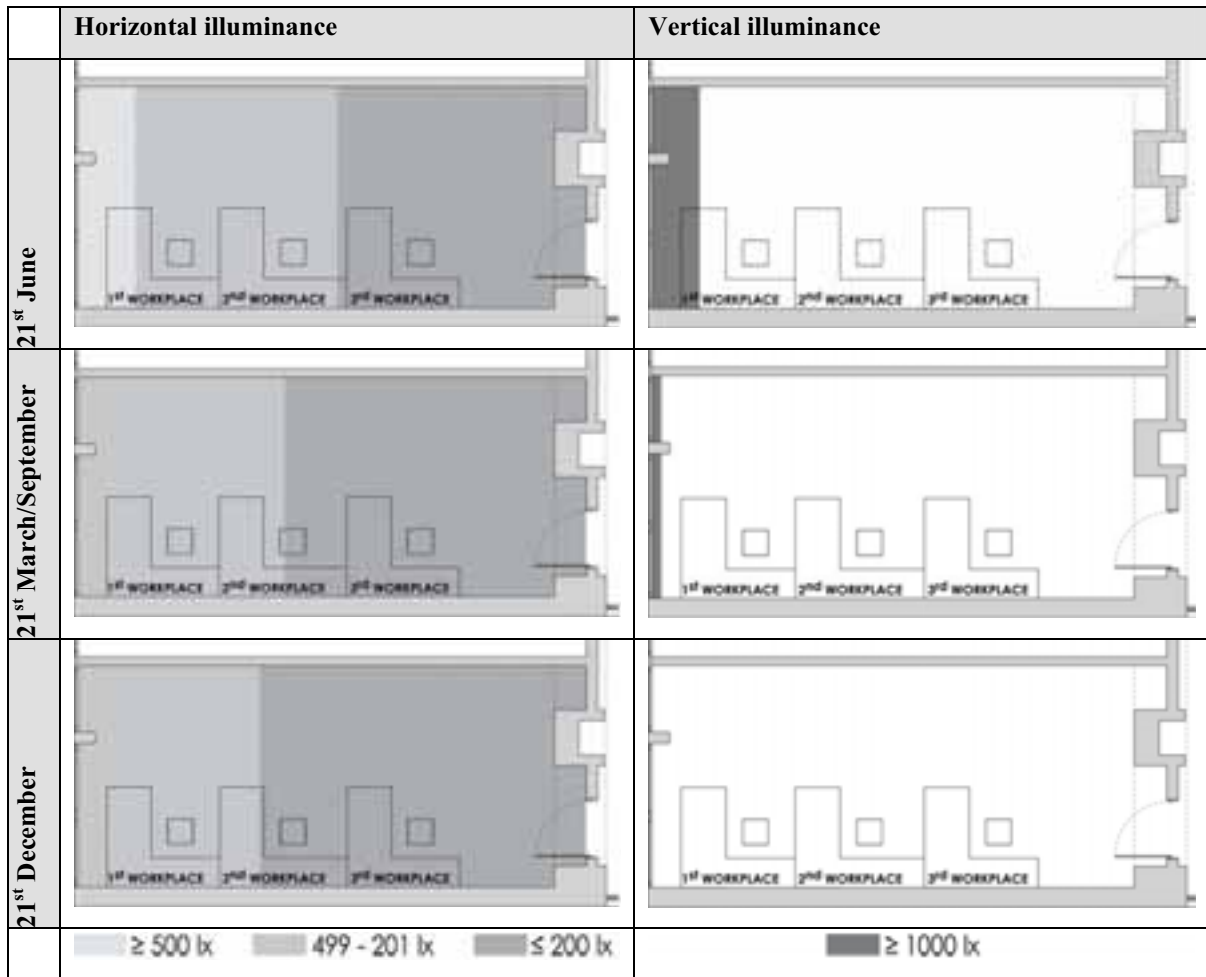 Horizontal illuminance Vertical illuminance
21st June
1st WORKPLACE 2nd WORKPLACE 3rd WORKPLACE
1st WORKPLACE 2nd WORKPLACE 3rd WORKPLACE
21st March/September
1st WORKPLACE 2nd WORKPLACE 3rd WORKPLACE
1st WORKPLACE 2nd WORKPLACE 3rd WORKPLACE
21st December
1st WORKPLACE 2nd WORKPLACE 3rd WORKPLACE
1st WORKPLACE 2nd WORKPLACE 3rd WORKPLACE
≥ 500 lx 499 - 201 lx ≤ 200 lx ≥ 1000 lx